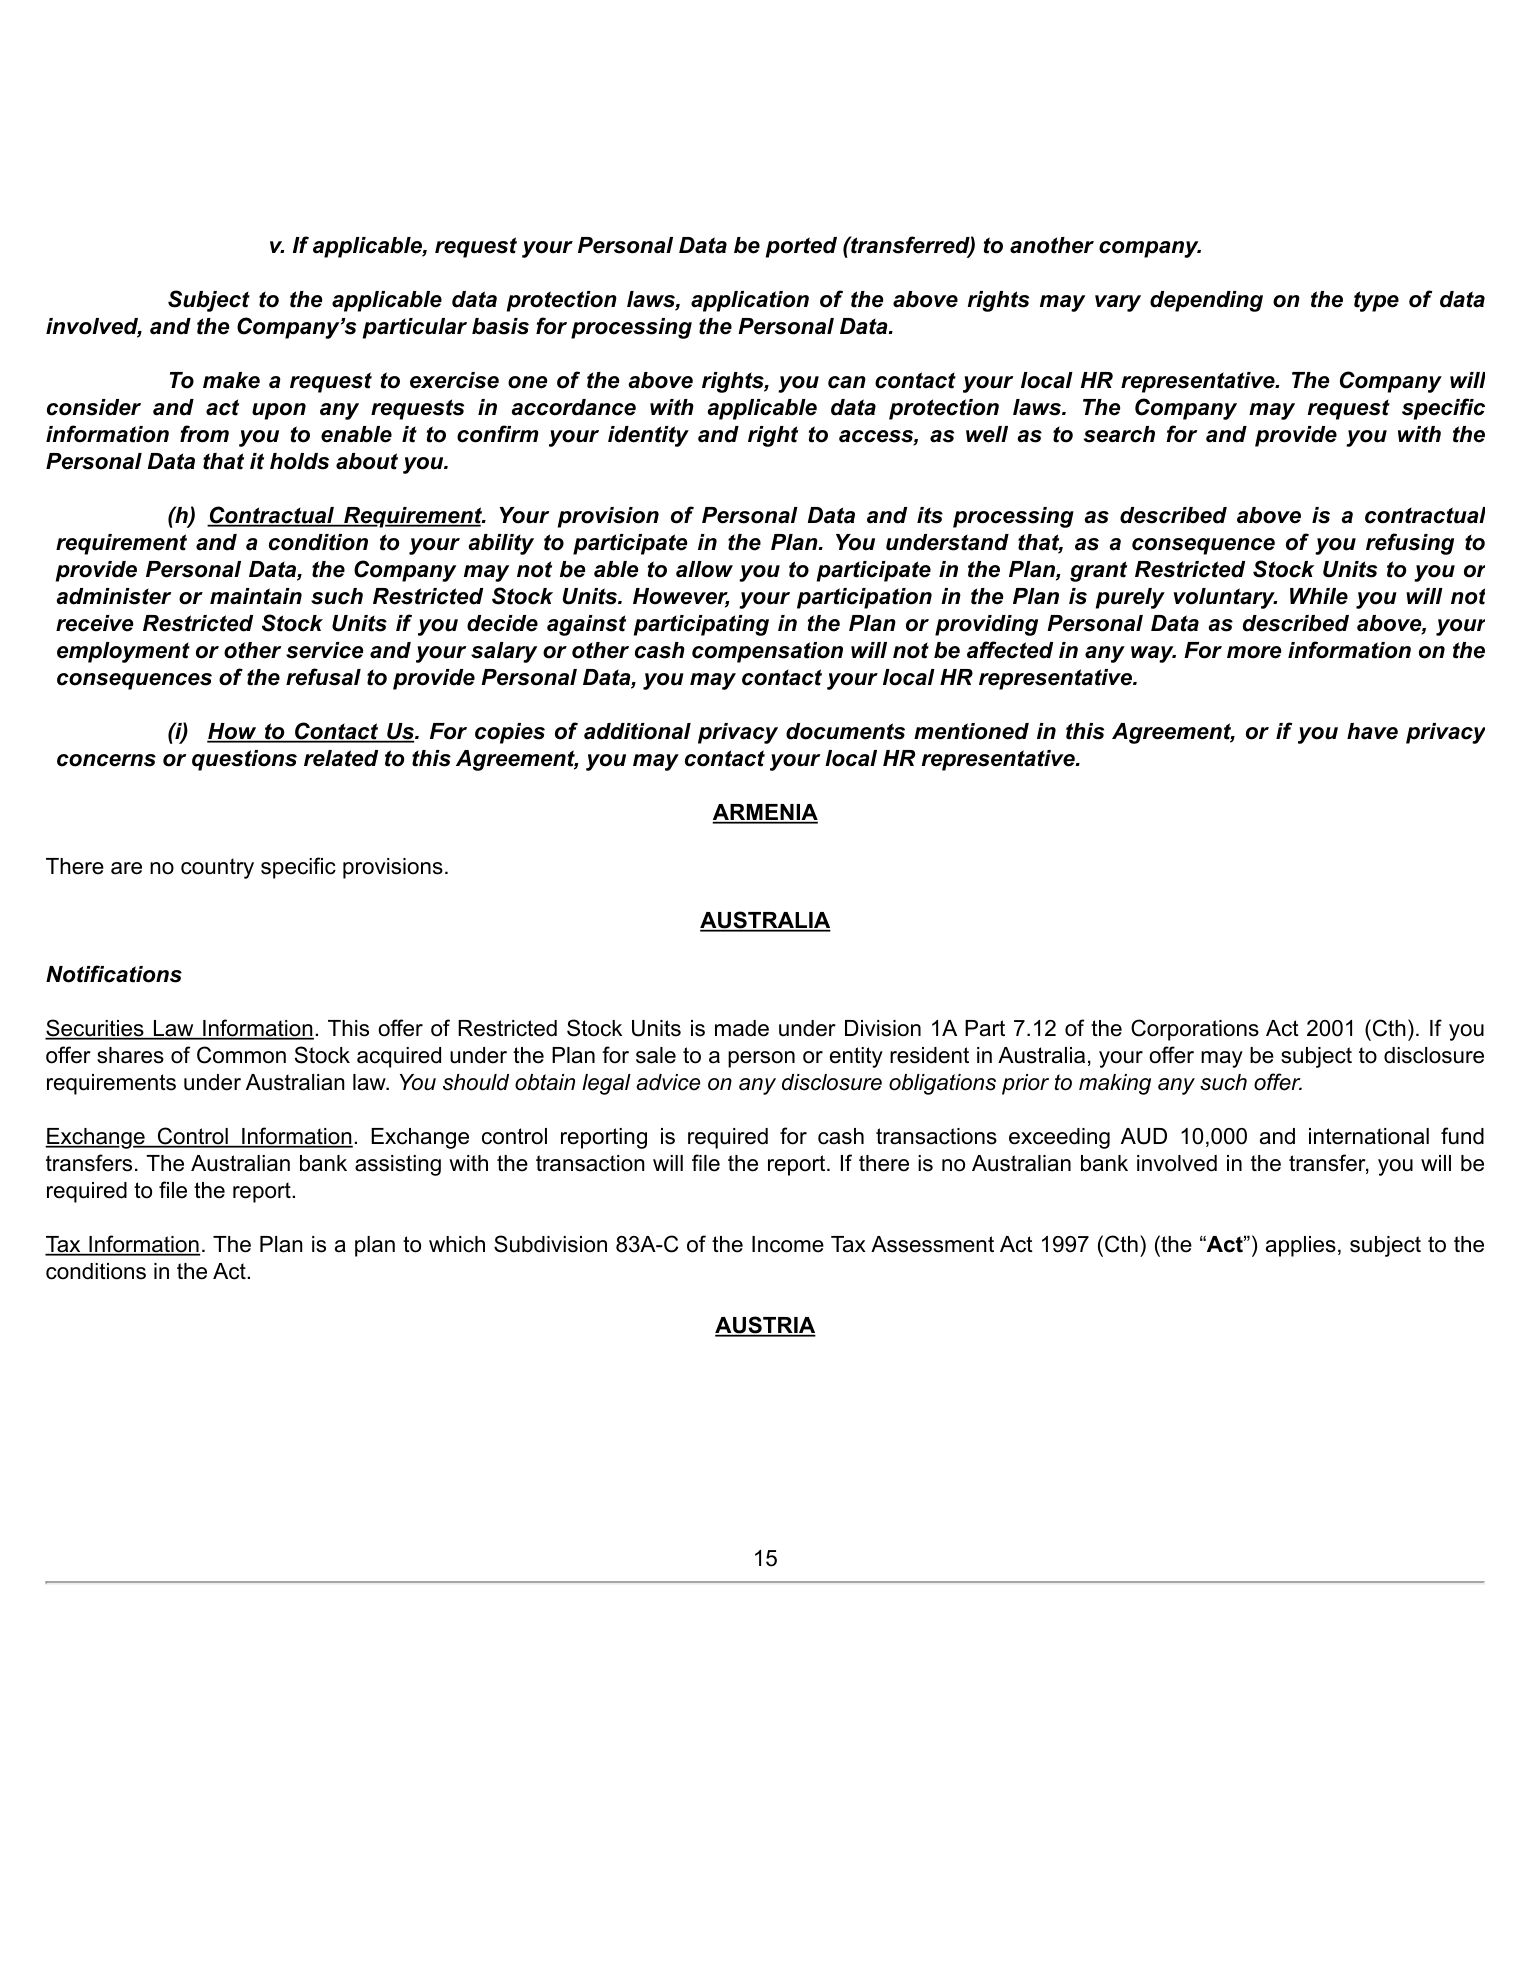 v. If applicable, request your Personal Data be ported (transferred) to another company.
Subject to the applicable data protection laws, application of the above rights may vary depending on the type of data
involved, and the Company’s particular basis for processing the Personal Data.
To make a request to exercise one of the above rights, you can contact your local HR representative. The Company will
consider and act upon any requests in accordance with applicable data protection laws. The Company may request specific
information from you to enable it to confirm your identity and right to access, as well as to search for and provide you with the
Personal Data that it holds about you.
(h) Contractual Requirement. Your provision of Personal Data and its processing as described above is a contractual
requirement and a condition to your ability to participate in the Plan. You understand that, as a consequence of you refusing to
provide Personal Data, the Company may not be able to allow you to participate in the Plan, grant Restricted Stock Units to you or
administer or maintain such Restricted Stock Units. However, your participation in the Plan is purely voluntary. While you will not
receive Restricted Stock Units if you decide against participating in the Plan or providing Personal Data as described above, your
employment or other service and your salary or other cash compensation will not be affected in any way. For more information on the
consequences of the refusal to provide Personal Data, you may contact your local HR representative.
(i) How to Contact Us. For copies of additional privacy documents mentioned in this Agreement, or if you have privacy
concerns or questions related to this Agreement, you may contact your local HR representative.
ARMENIA
There are no country specific provisions.
AUSTRALIA
Notifications
Securities Law Information. This offer of Restricted Stock Units is made under Division 1A Part 7.12 of the Corporations Act 2001 (Cth). If you
offer shares of Common Stock acquired under the Plan for sale to a person or entity resident in Australia, your offer may be subject to disclosure
requirements under Australian law. You should obtain legal advice on any disclosure obligations prior to making any such offer.
Exchange Control Information. Exchange control reporting is required for cash transactions exceeding AUD 10,000 and international fund
transfers. The Australian bank assisting with the transaction will file the report. If there is no Australian bank involved in the transfer, you will be
required to file the report.
Tax Information. The Plan is a plan to which Subdivision 83A-C of the Income Tax Assessment Act 1997 (Cth) (the “Act”) applies, subject to the
conditions in the Act.
AUSTRIA
15